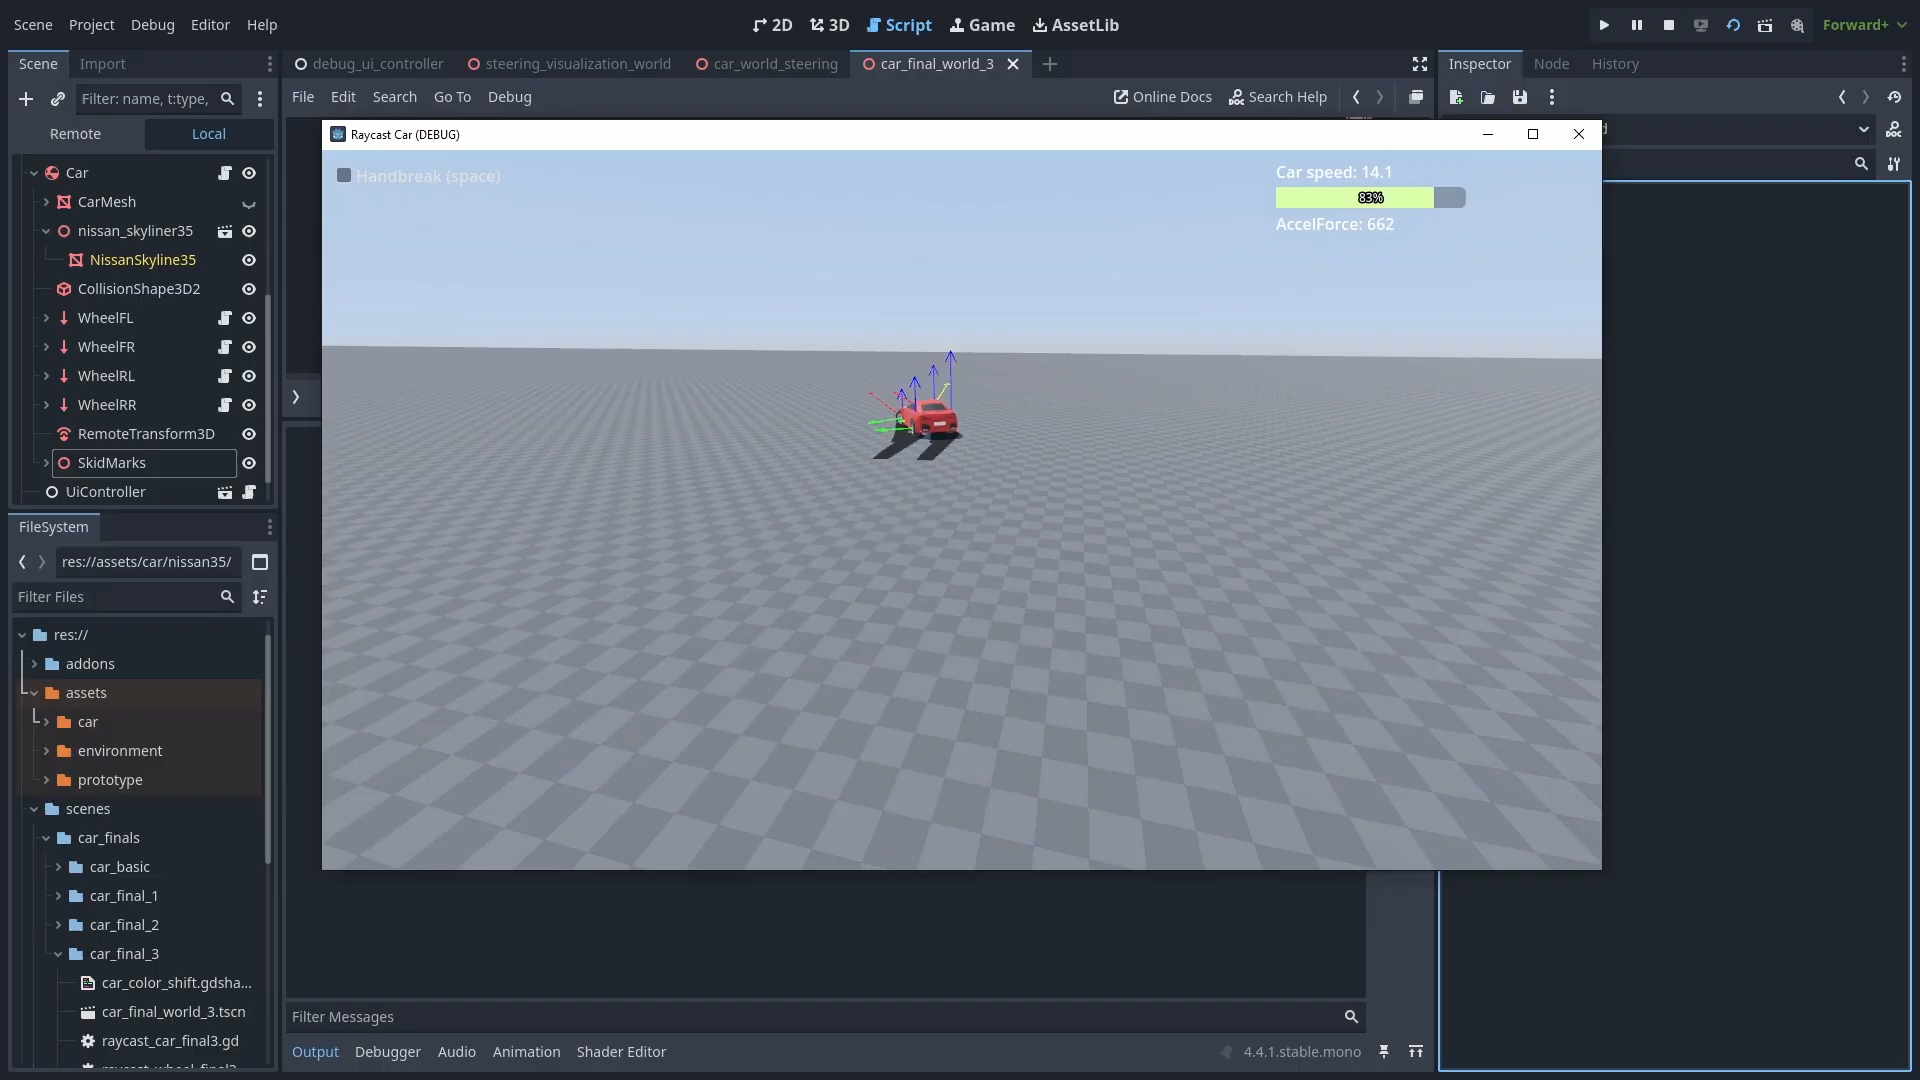 Scene Project Debug Editor Help
2D 3D Script Game AssetLib
Forward+
Scene Import
debug_ui_controller steering_visualization_world car_world_steering car_final_world_3
Inspector Node History
Filter: name, t:type,
File Edit Search Go To Debug
Online Docs Search Help
Remote Local
Raycast Car (DEBUG)
Car
CarMesh
nissan_skyliner35
NissanSkyline35
CollisionShape3D2
WheelFL
WheelFR
WheelRL
WheelRR
RemoteTransform3D
SkidMarks
UiController
Handbreak (space)
Car speed: 14.1
83%
AccelForce: 662
FileSystem
res://assets/car/nissan35/
Filter Files
res://
addons
assets
car
environment
prototype
scenes
car_finals
car_basic
car_final_1
car_final_2
car_final_3
car_color_shift.gdsha...
car_final_world_3.tscn
raycast_car_final3.gd
Filter Messages
Output Debugger Audio Animation Shader Editor
4.4.1.stable.mono